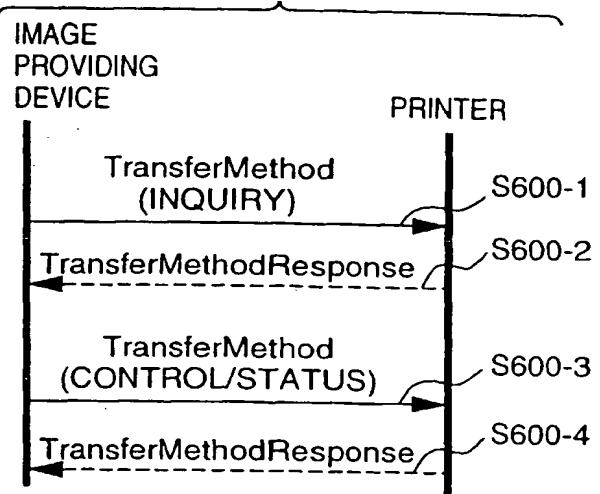 IMAGE
PROVIDING
DEVICE
PRINTER
TransferMethod
(INQUIRY)
S600-1
TransferMethodResponse
S600-2
TransferMethod
(CONTROL/STATUS)
S600-3
TransferMethodResponse
S600-4